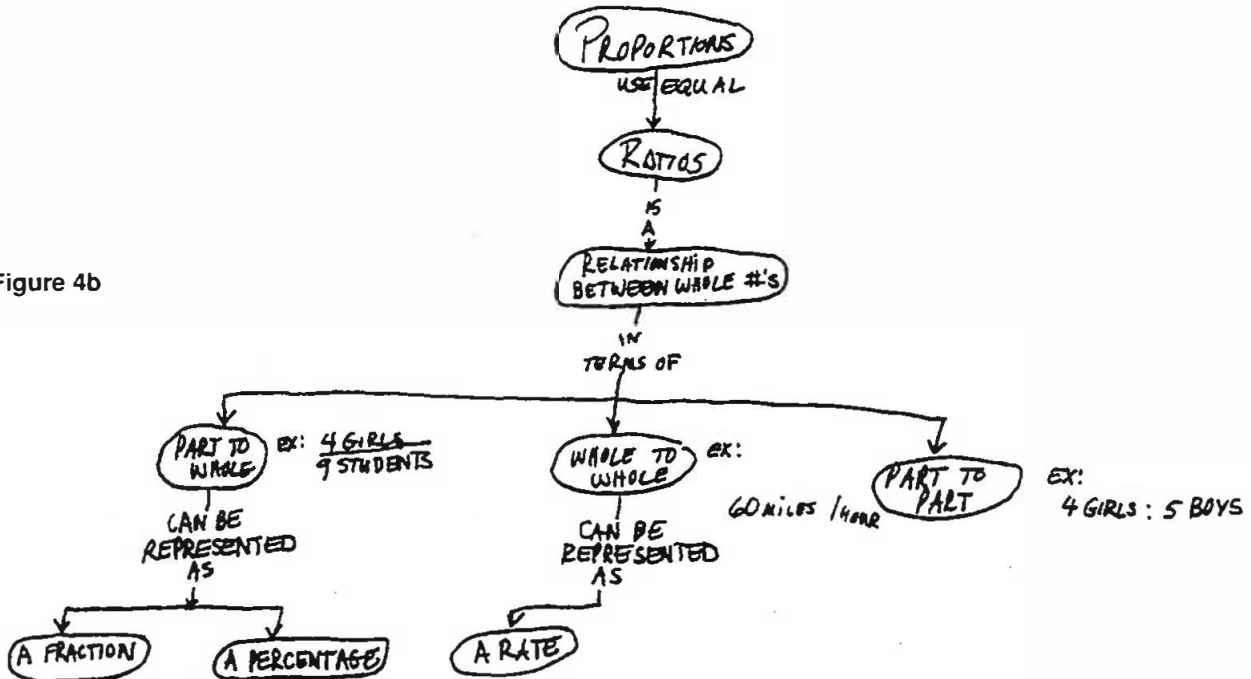 PROPORTIONS
USE EQUAL
RATIOS
IS
A
RELATIONSHIP
BETWEEN WHOLE #'s
Figure 4b
IN
TERMS OF
PART TO
WHOLE
EX: 4 GIRLS
9 STUDENTS
WHOLE TO
WHOLE
EX:
60 MILES / HOUR
PART TO
PART
EX:
4 GIRLS : 5 BOYS
CAN BE
REPRESENTED
AS
CAN BE
REPRESENTED
AS
A FRACTION
A PERCENTAGE
A RATE